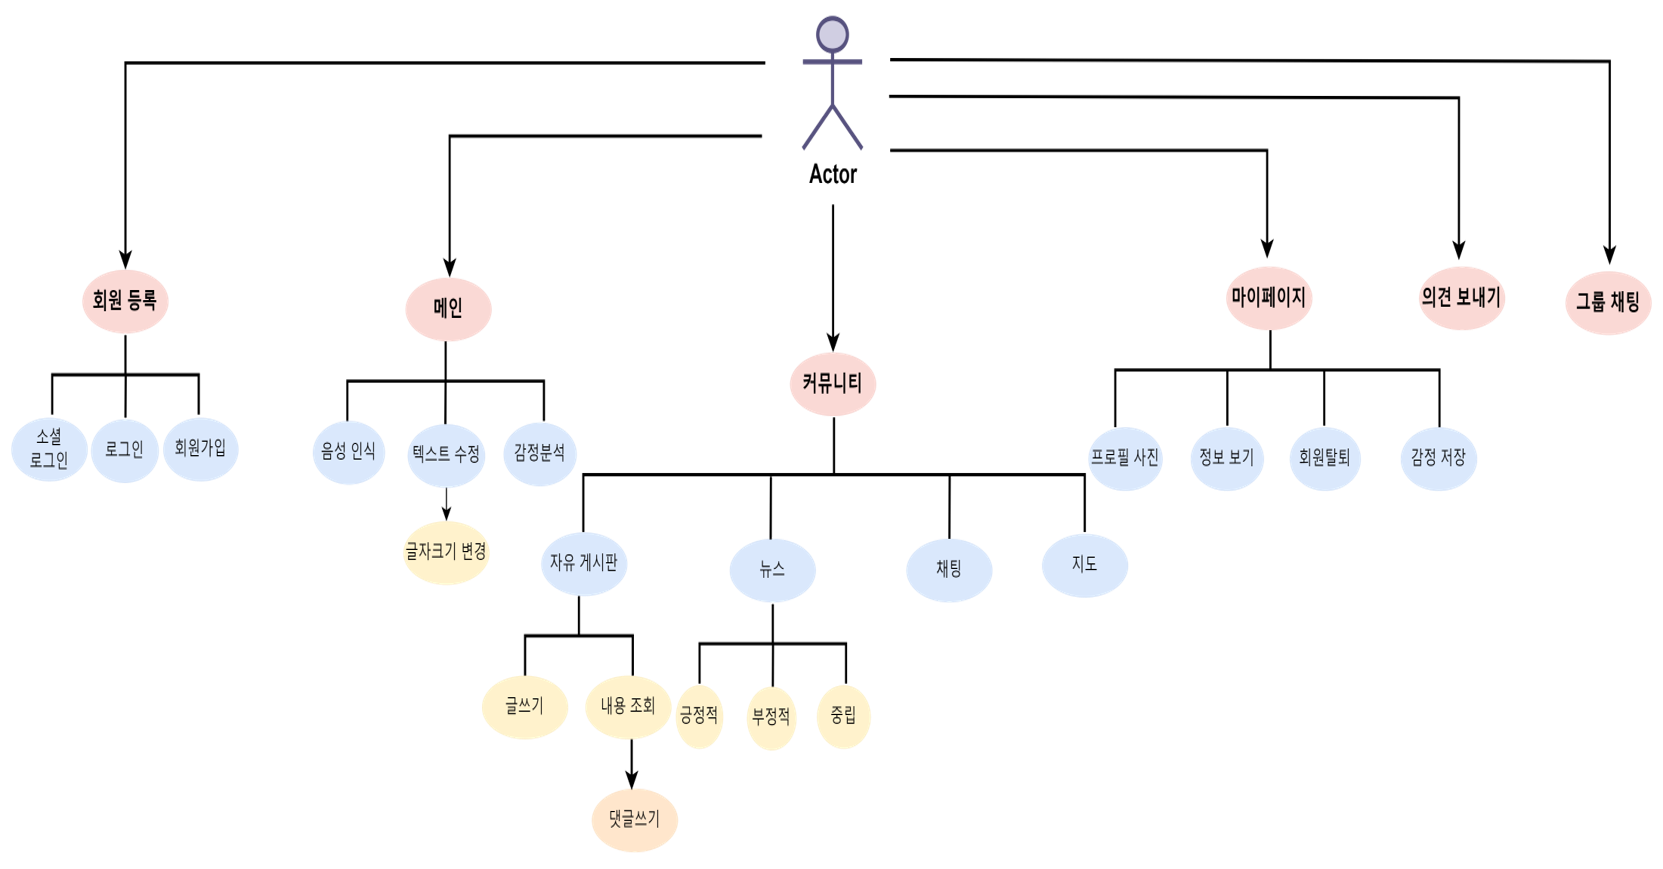 Actor
회원 등록
메인
커뮤니티
마이페이지
의견 보내기
그룹 채팅
소셜
로그인
로그인
회원가입
음성 인식
텍스트 수정
감정분석
프로필 사진
정보 보기
회원탈퇴
감정 저장
글자크기 변경
자유 게시판
뉴스
채팅
지도
글쓰기
내용 조회
긍정적
부정적
중립
댓글쓰기